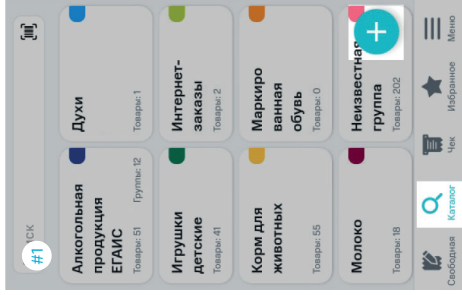 #1
Алкогольная
продукция
ЕГАИС
Товары: 51 Группы: 12
Духи
Товары: 1
Игрушки
детские
Товары: 41
Интернет-
заказы
Товары: 2
Корм для
животных
Товары: 55
Маркиро
ванная
обувь
Товары: 0
Молоко
Товары: 18
Неизвестная
группа
Товары: 202
Свободная
Каталог
Чек
Избранное
Меню